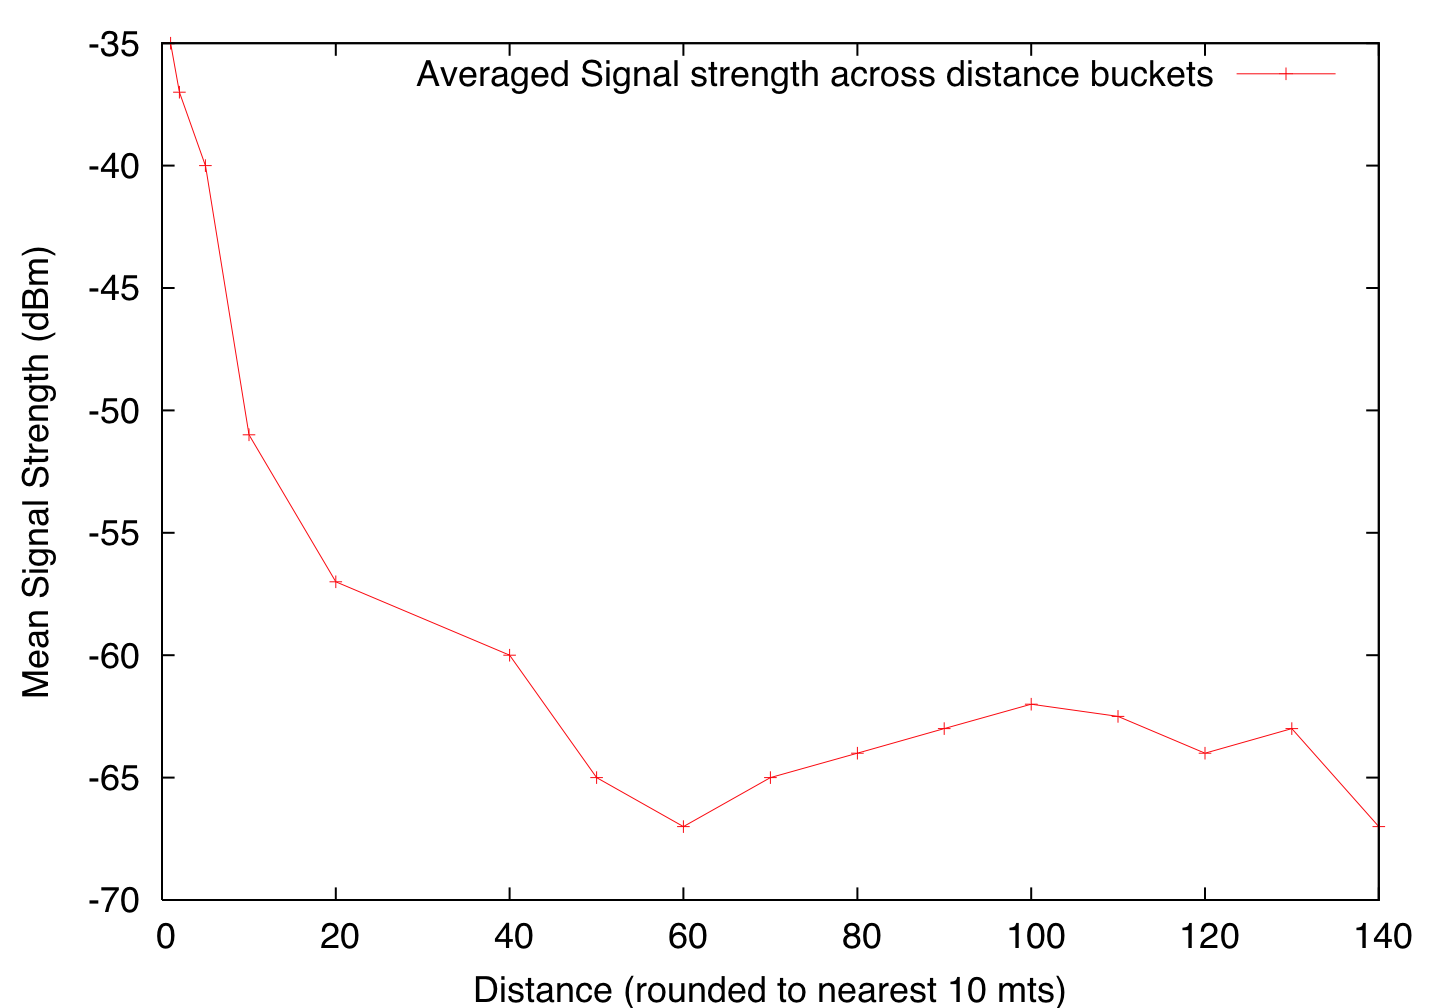 Averaged Signal strength across distance buckets
-35
-40
-45
-50
-55
-60
-65
-70
Mean Signal Strength (dBm)
0 20 40 60 80 100 120 140
Distance (rounded to nearest 10 mts)